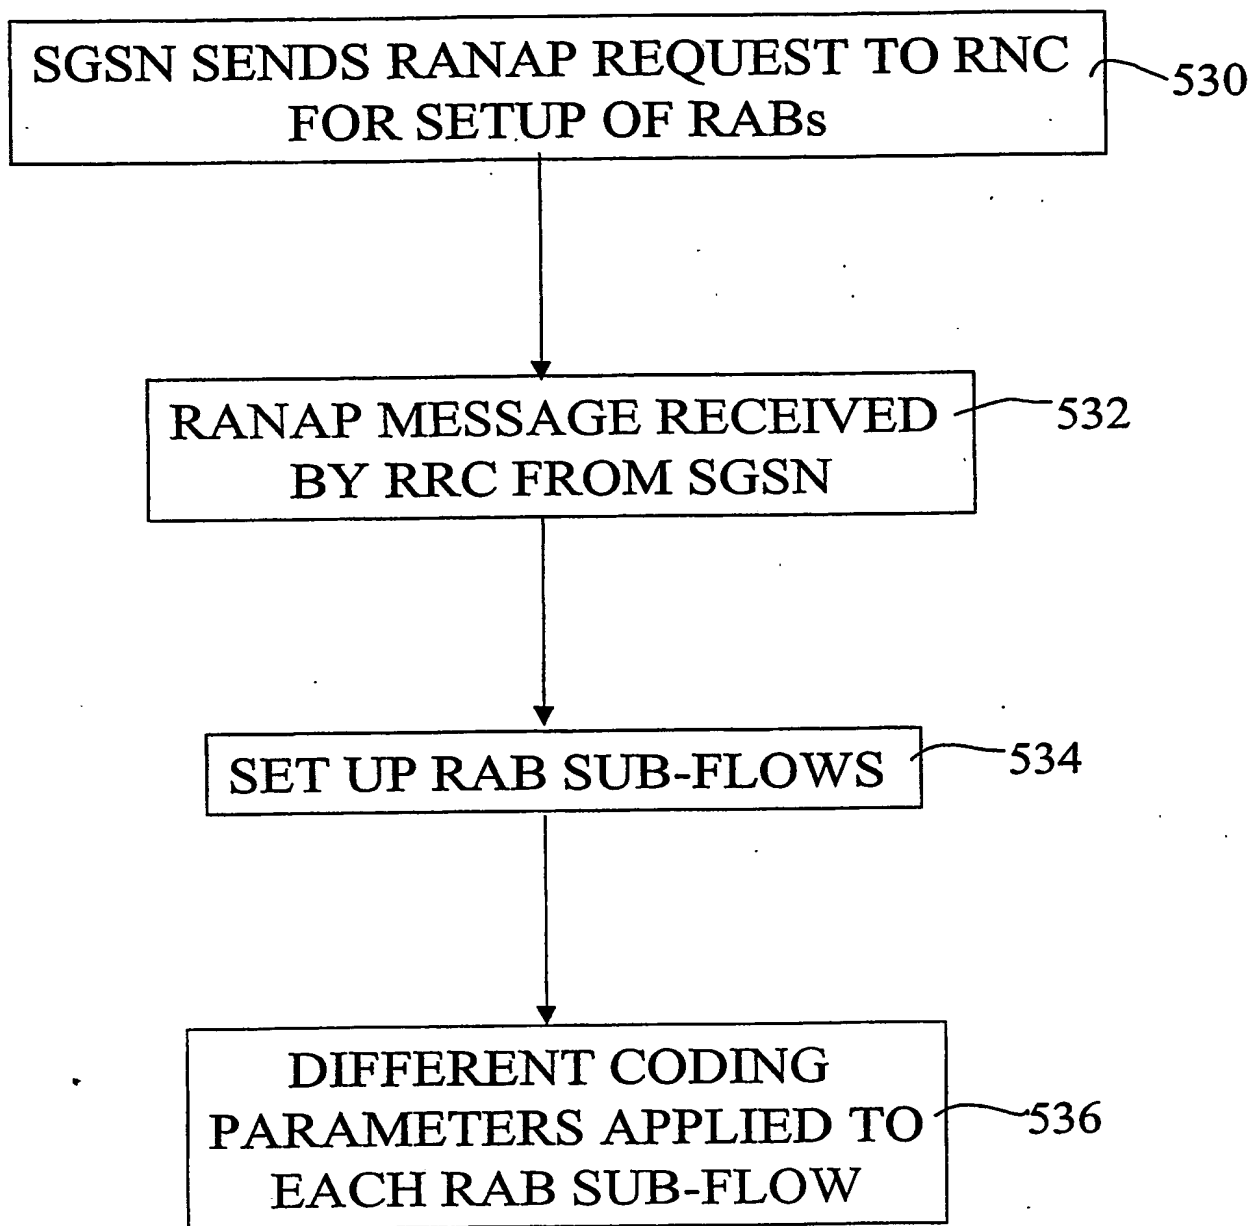 SGSN SENDS RANAP REQUEST TO RNC
FOR SETUP OF RABs
530
RANAP MESSAGE RECEIVED
BY RRC FROM SGSN
532
SET UP RAB SUB-FLOWS
534
DIFFERENT CODING
PARAMETERS APPLIED TO
EACH RAB SUB-FLOW
536